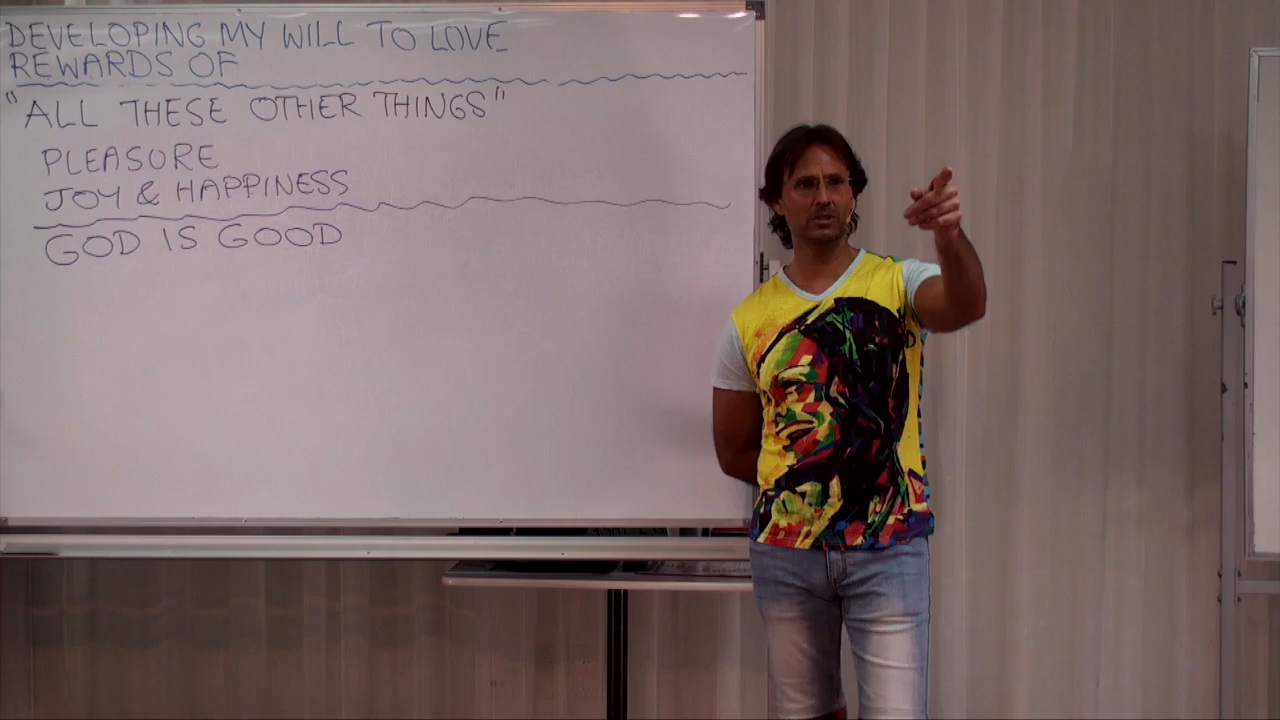 DEVELOPING MY WILL TO LOVE
REWARDS OF
"ALL THESE OTHER THINGS"
PLEASURE
JOY & HAPPINESS
GOD IS GOOD